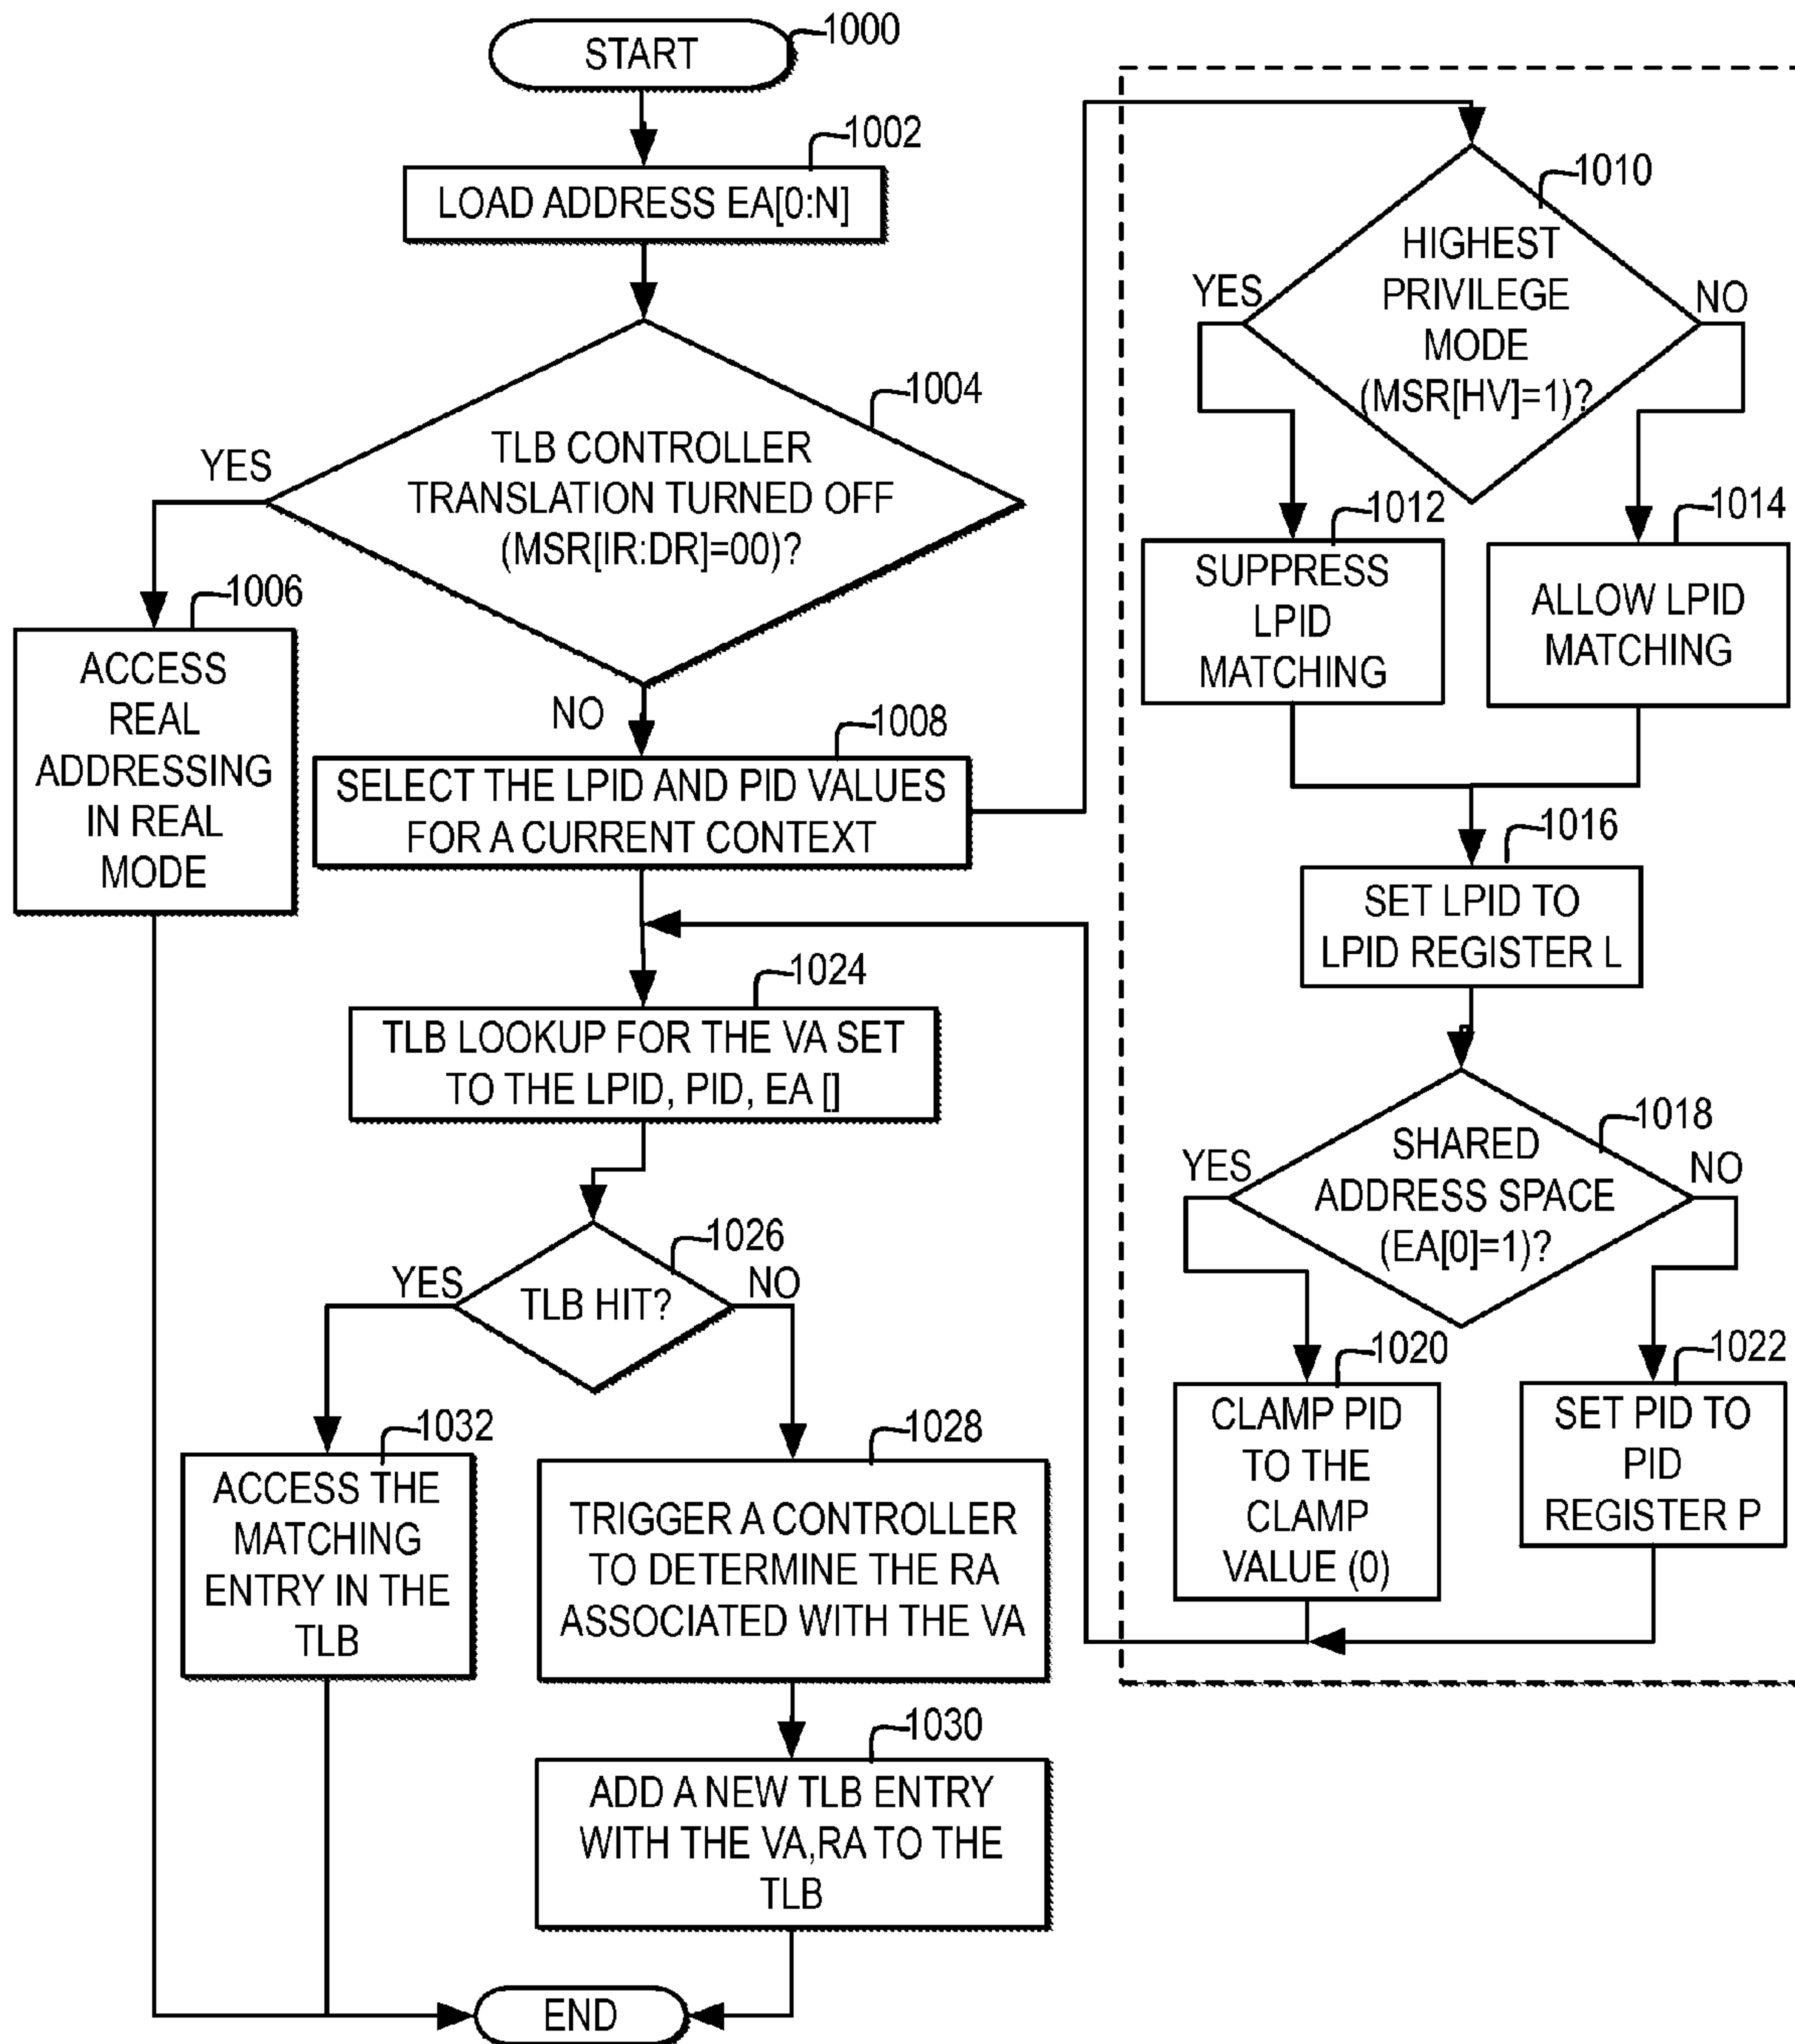 START
1000
1002
LOAD ADDRESS EA[0:N]
1004
TLB CONTROLLER
TRANSLATION TURNED OFF
(MSR[IR:DR]=00)?
YES
NO
1006
ACCESS
REAL
ADDRESSING
IN REAL
MODE
1008
SELECT THE LPID AND PID VALUES
FOR A CURRENT CONTEXT
1010
HIGHEST
PRIVILEGE
MODE
(MSR[HV]=1)?
YES
NO
1012
SUPPRESS
LPID
MATCHING
1014
ALLOW LPID
MATCHING
1016
SET LPID TO
LPID REGISTER L
1018
SHARED
ADDRESS SPACE
(EA[0]=1)?
YES
NO
1020
CLAMP PID
TO THE
CLAMP
VALUE (0)
1022
SET PID TO
PID
REGISTER P
1024
TLB LOOKUP FOR THE VA SET
TO THE LPID, PID, EA []
1026
TLB HIT?
YES
NO
1032
ACCESS THE
MATCHING
ENTRY IN THE
TLB
1028
TRIGGER A CONTROLLER
TO DETERMINE THE RA
ASSOCIATED WITH THE VA
1030
ADD A NEW TLB ENTRY
WITH THE VA,RA TO THE
TLB
END